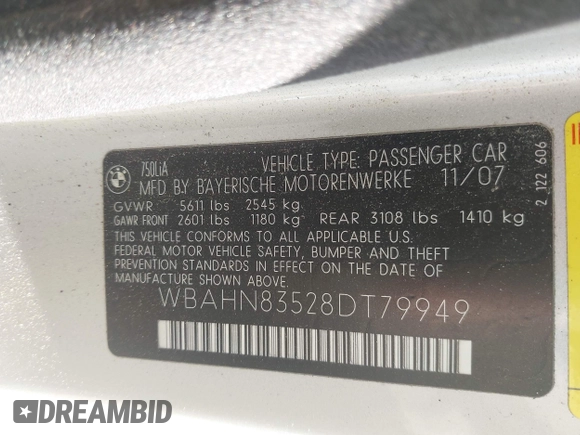 BMW
750LiA
VEHICLE TYPE: PASSENGER CAR
MFD BY BAYERISCHE MOTORENWERKE 11/07
GVWR 5611 lbs 2545 kg
GAWR FRONT 2601 lbs 1180 kg REAR 3108 lbs 1410 kg
THIS VEHICLE CONFORMS TO ALL APPLICABLE U.S.
FEDERAL MOTOR VEHICLE SAFETY, BUMPER AND THEFT
PREVENTION STANDARDS IN EFFECT ON THE DATE OF
MANUFACTURE SHOWN ABOVE.
WBAHN83528DT79949
2 122 606
DREAMBID